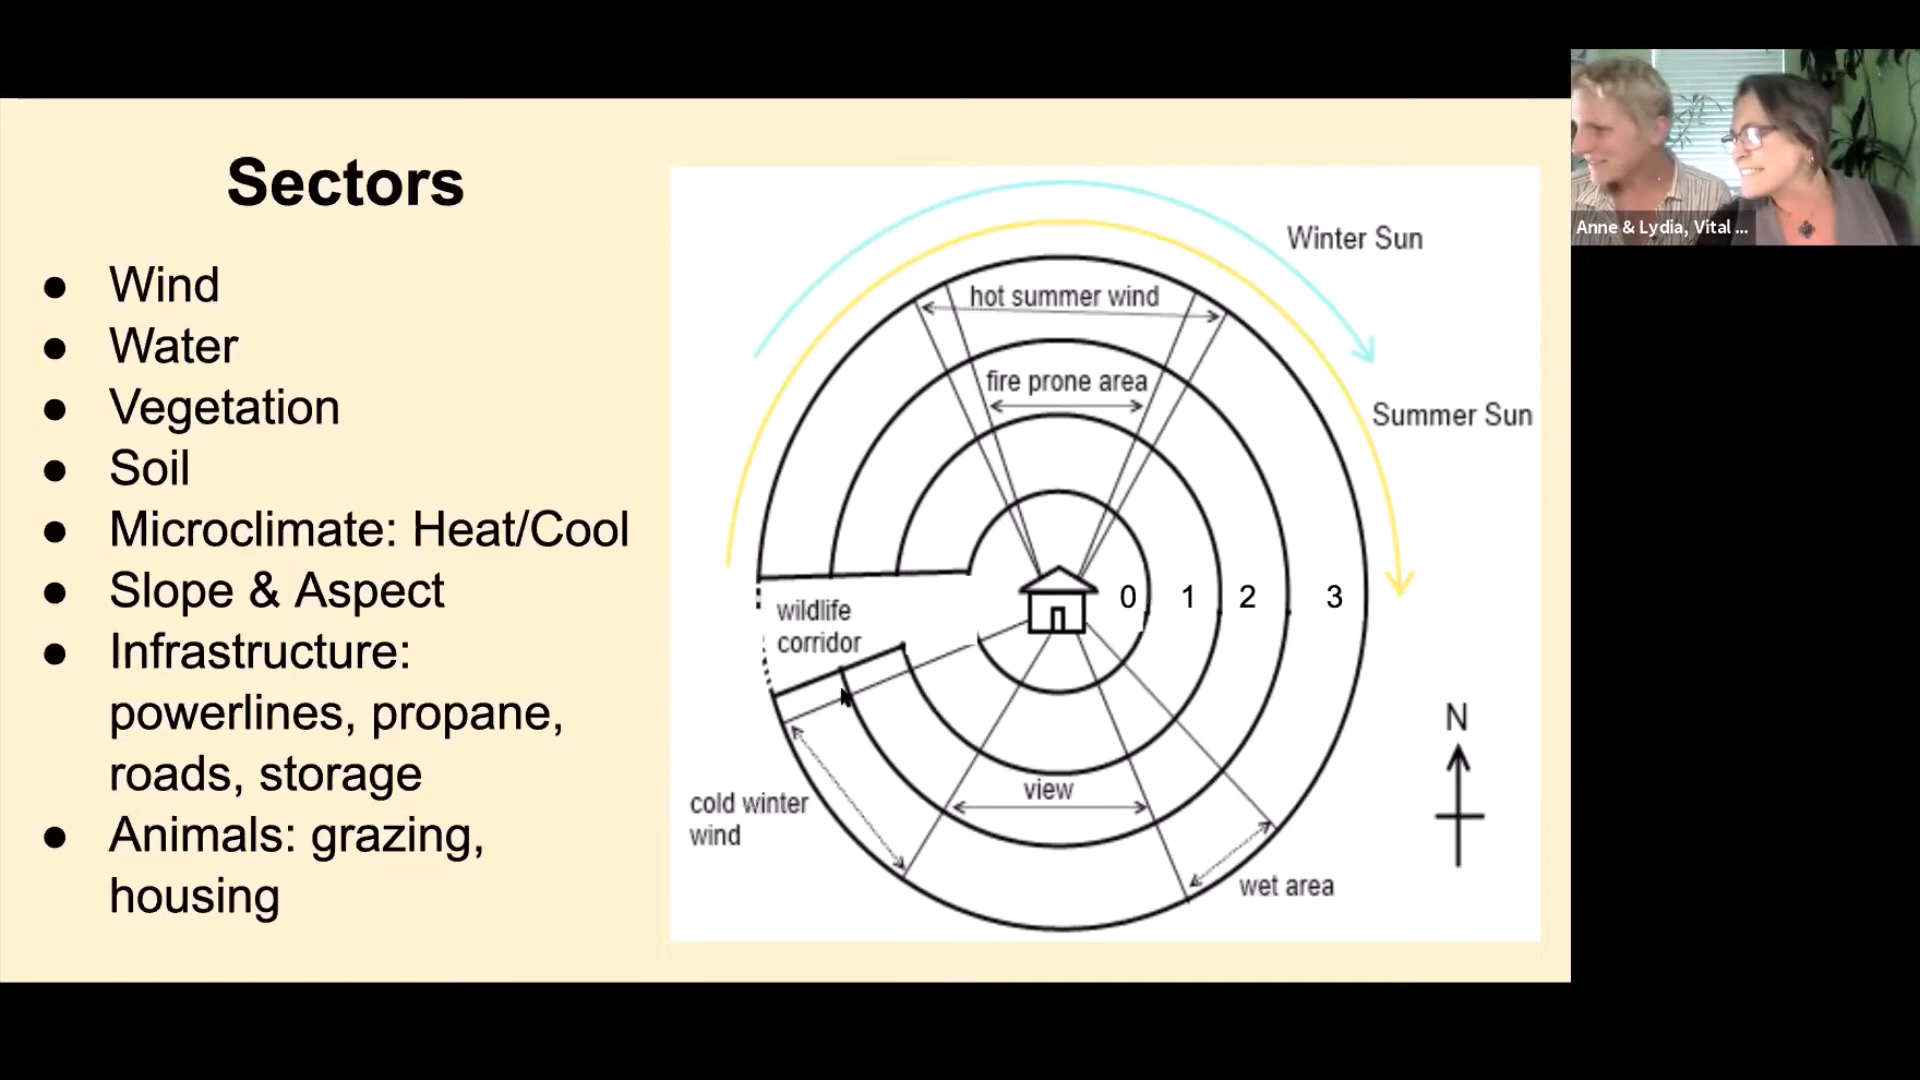 Sectors
● Wind
● Water
● Vegetation
● Soil
● Microclimate: Heat/Cool
● Slope & Aspect
● Infrastructure:
powerlines, propane,
roads, storage
● Animals: grazing,
housing
Winter Sun
Summer Sun
hot summer wind
fire prone area
0 1 2 3
wildlife
corridor
cold winter
wind
view
wet area
N
Anne & Lydia, Vital ...